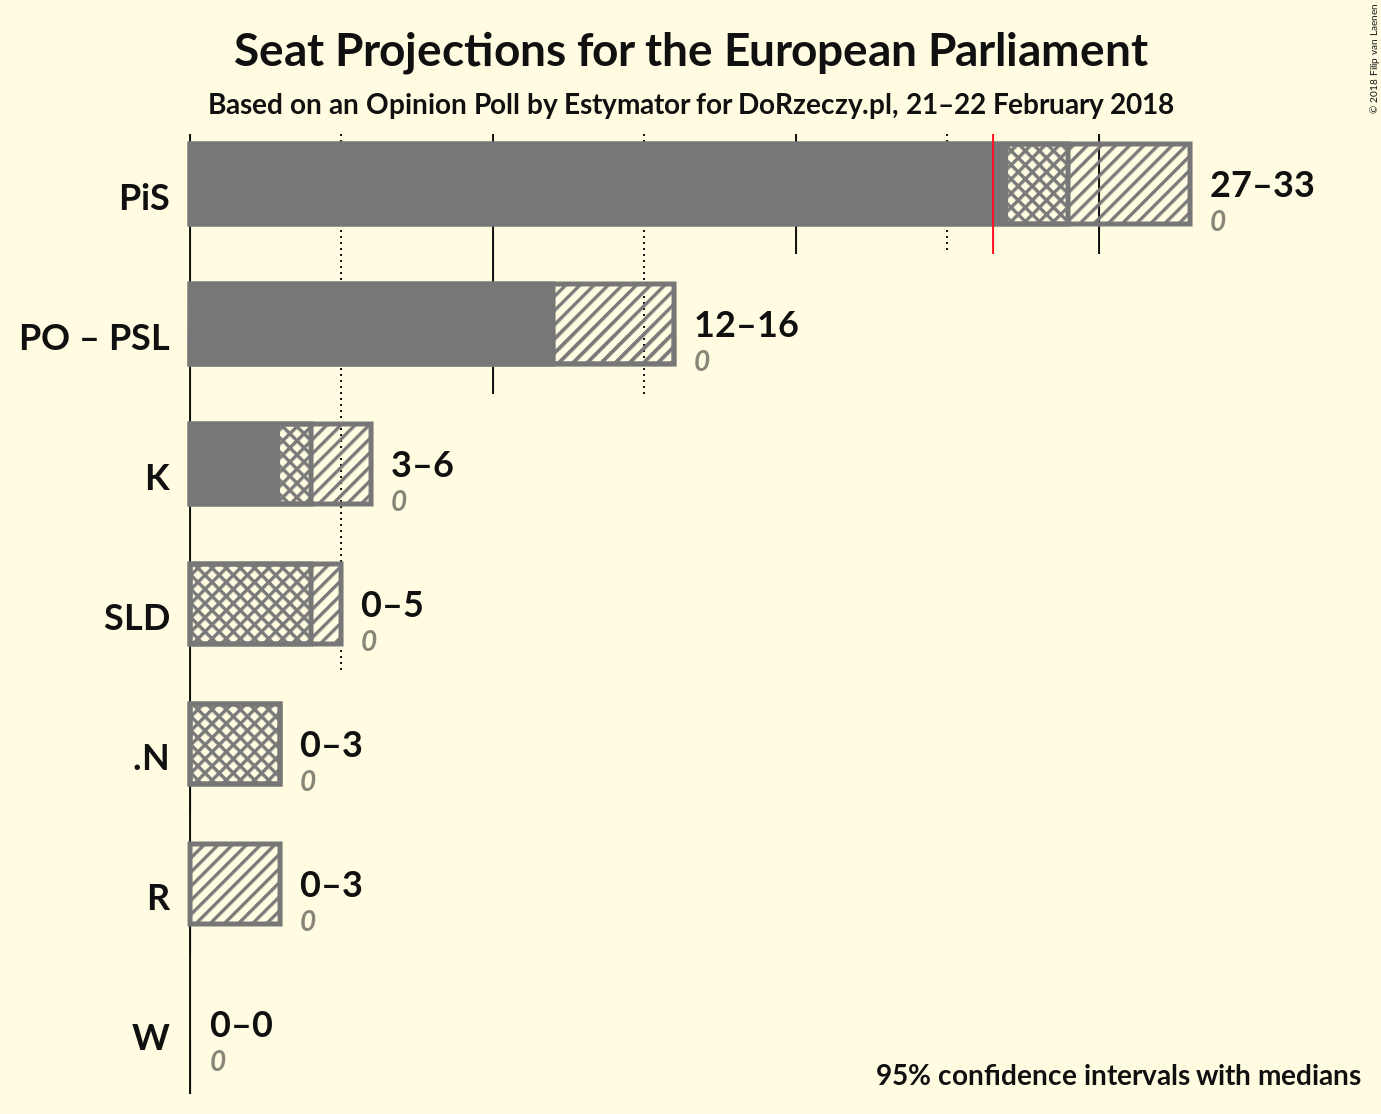 Seat Projections for the European Parliament
Based on an Opinion Poll by Estymator for DoRzeczy.pl, 21–22 February 2018
© 2018 Filip van Laenen
PiS
27–33
0
PO – PSL
12–16
0
K
3–6
0
SLD
0–5
0
.N
0–3
0
R
0–3
0
W
0–0
0
95% confidence intervals with medians